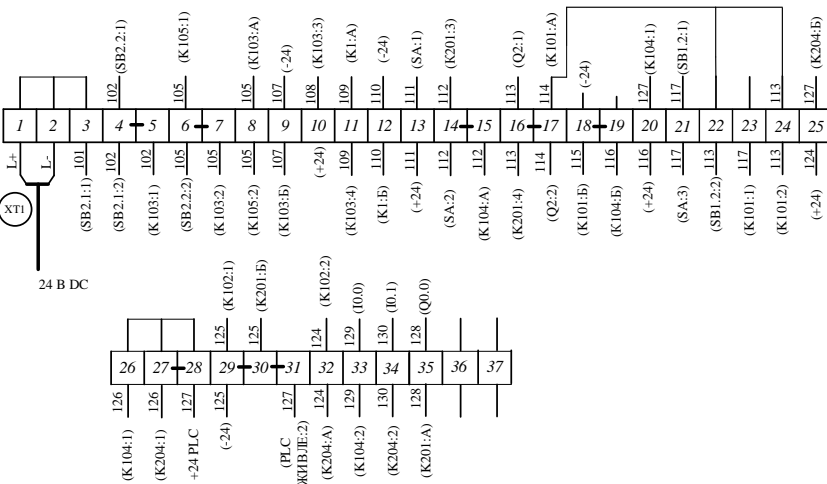 102 (SB2.2:1)
105 (K105:1)
105 (K103:A)
107 (-24)
108 (K103:3)
109 (K1:A)
110 (-24)
111 (SA:1)
112 (K201:3)
113 (Q2:1)
114 (K101:A)
(-24)
127 (K104:1)
117 (SB1.2:1)
113
127 (K204:Б)
1 2 3 4 5 6 7 8 9 10 11 12 13 14 15 16 17 18 19 20 21 22 23 24 25
L+
L-
101 (SB2.1:1)
102 (SB2.1:2)
102 (K103:1)
105 (SB2.2:2)
105 (K103:2)
105 (K105:2)
107 (K103:Б)
(+24)
109 (K103:4)
110 (K1:Б)
111 (+24)
112 (SA:2)
112 (K104:A)
113 (K201:4)
114 (Q2:2)
115 (K101:Б)
116 (K104:Б)
116 (+24)
117 (SA:3)
113 (SB1.2:2)
117 (K101:1)
113 (K101:2)
124 (+24)
XT1
24 В DC
125 (K102:1)
125 (K201:Б)
124 (K102:2)
129 (I0.0)
130 (I0.1)
128 (Q0.0)
26 27 28 29 30 31 32 33 34 35 36 37
126 (K104:1)
126 (K204:1)
127 +24 PLC
125 (-24)
127 (PLC
ЖИВЛЕ:2)
124 (K204:A)
129 (K104:2)
130 (K204:2)
128 (K201:A)